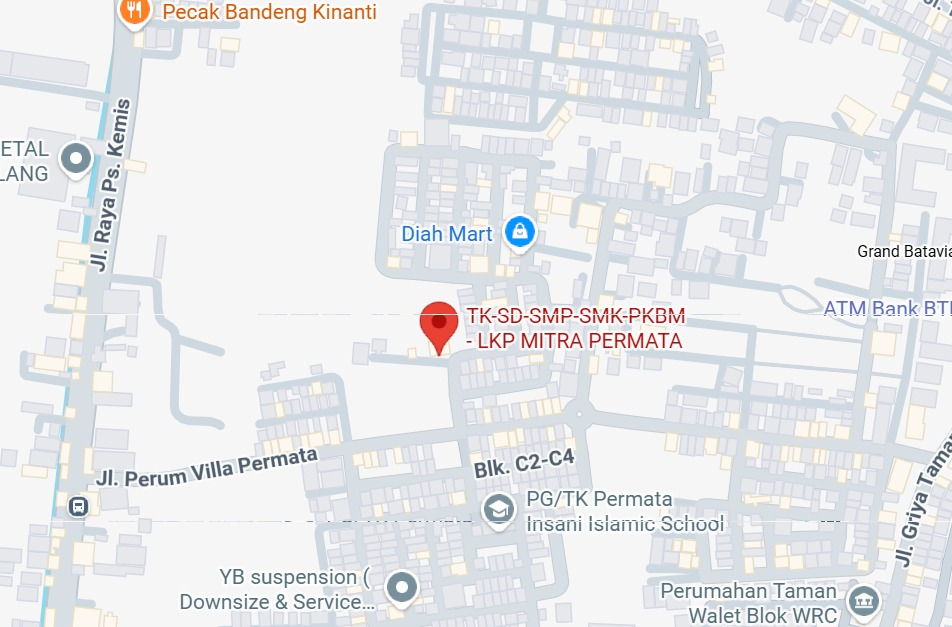 Pecak Bandeng Kinanti
ETAL
LANG
Jl. Raya Ps. Kemis
Diah Mart
Grand Batavia
ATM Bank BT
TK-SD-SMP-SMK-PKBM
- LKP MITRA PERMATA
Jl. Perum Villa Permata
Blk. C2-C4
PG/TK Permata
Insani Islamic School
Jl. Griya Taman
YB suspension (
Downsize & Service...
Perumahan Taman
Walet Blok WRC